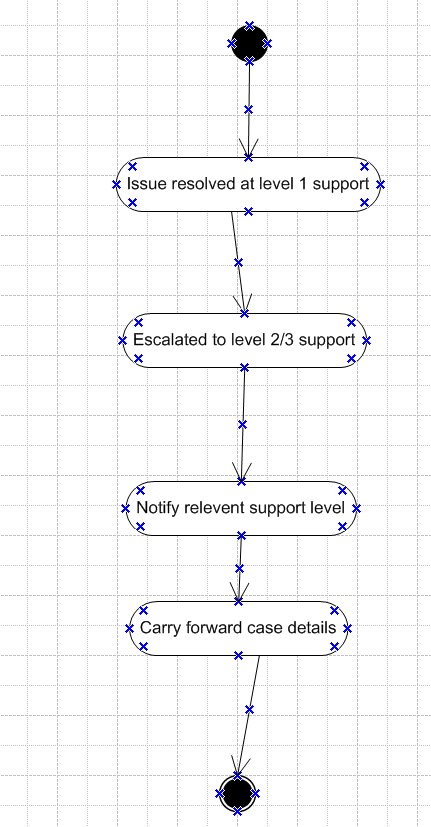 Issue resolved at level 1 support
Escalated to level 2/3 support
Notify relevent support level
Carry forward case details